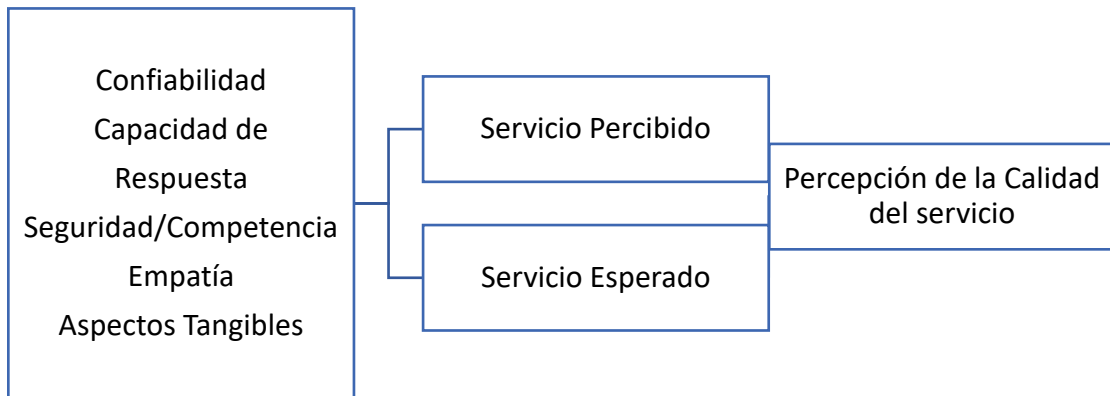 Confiabilidad
Capacidad de
Respuesta
Seguridad/Competencia
Empatía
Aspectos Tangibles
Servicio Percibido
Servicio Esperado
Percepción de la Calidad
del servicio